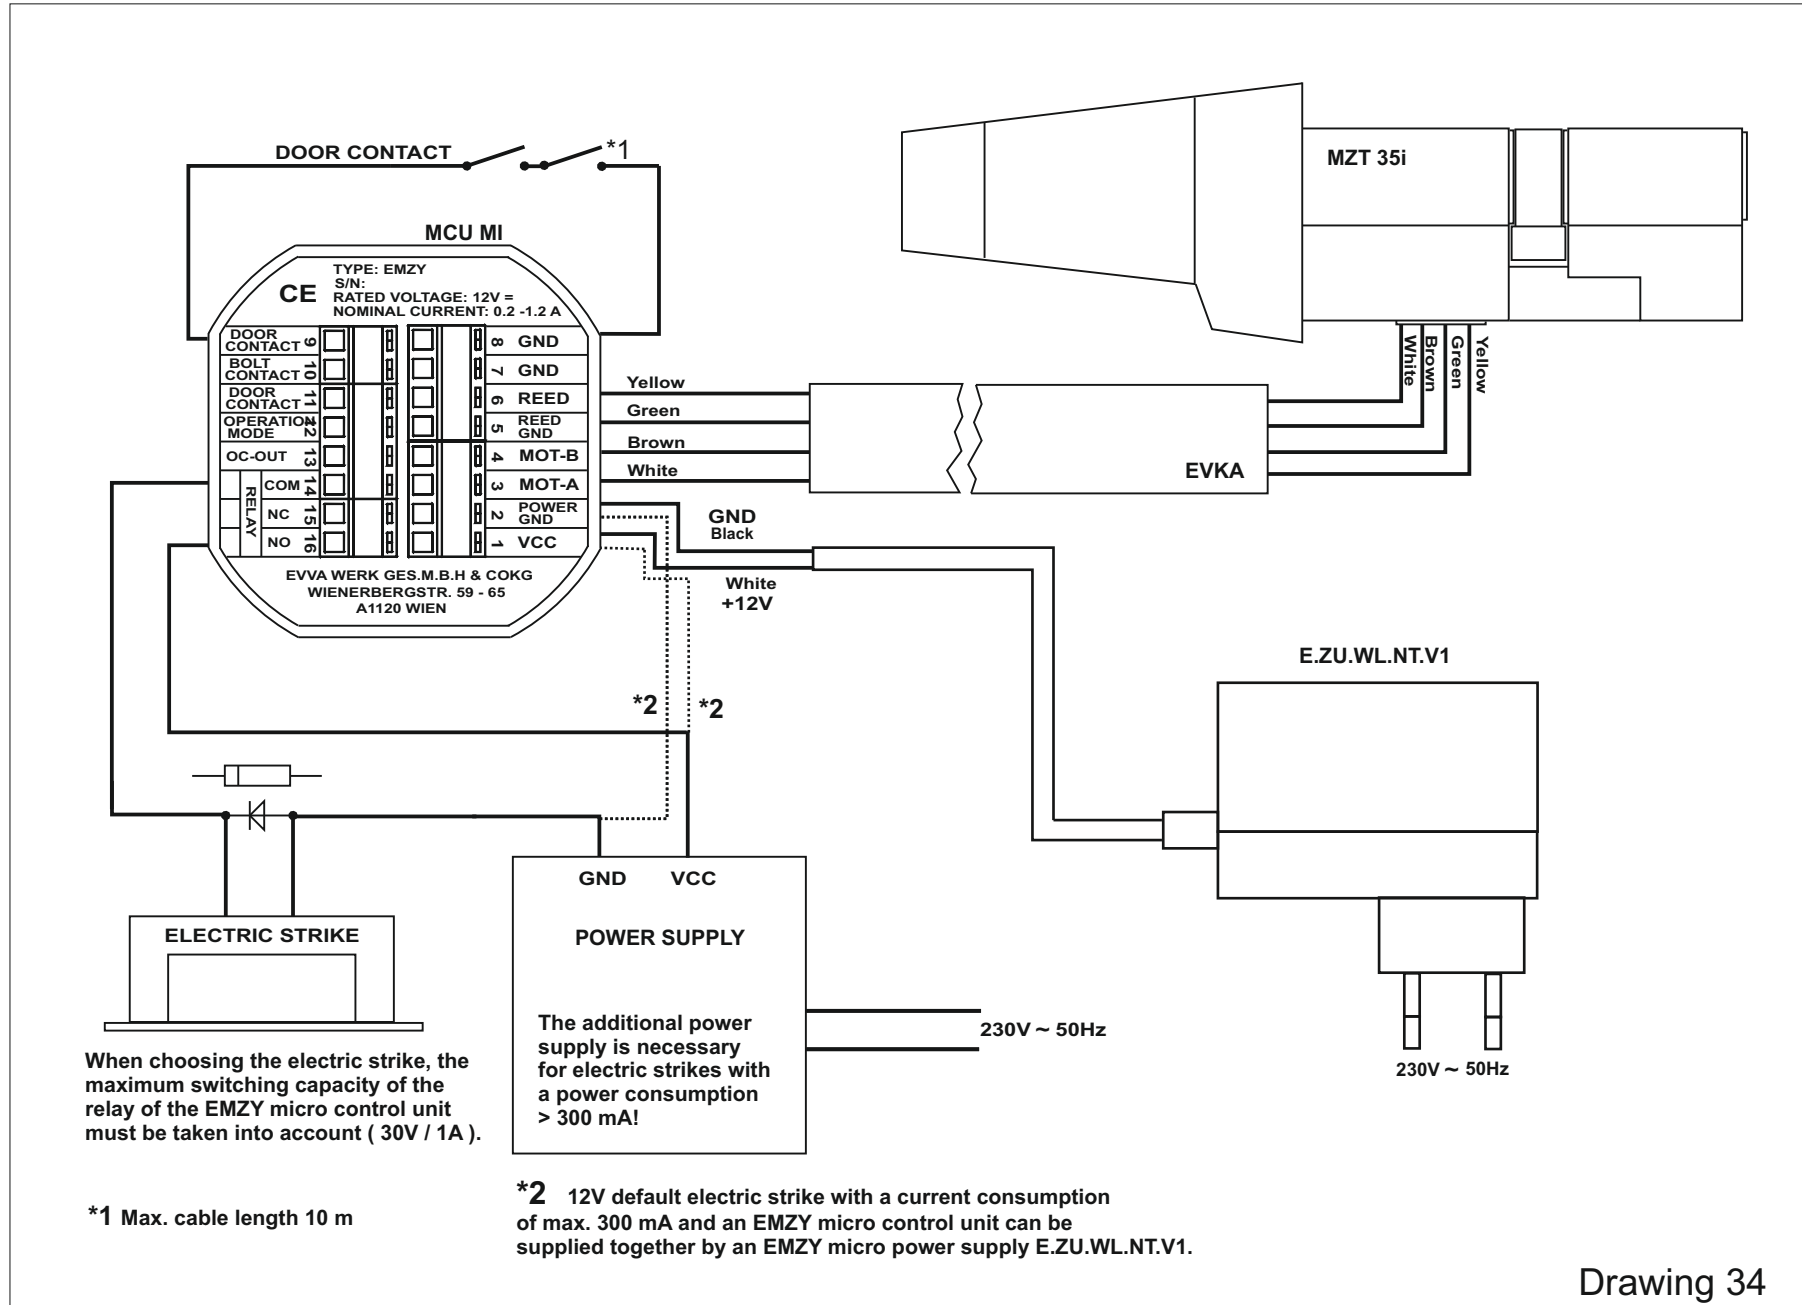 DOOR CONTACT
*1
MCU MI
CE
TYPE: EMZY
S/N:
RATED VOLTAGE: 12V =
NOMINAL CURRENT: 0.2 -1.2 A
DOOR
CONTACT 9
BOLT
CONTACT 10
DOOR
CONTACT 11
OPERATION
MODE 12
OC-OUT 13
RELAY
COM 14
NC 15
NO 16
8 GND
7 GND
6 REED
5 REED
GND
4 MOT-B
3 MOT-A
2 POWER
GND
1 VCC
EVVA WERK GES.M.B.H & COKG
WIENERBERGSTR. 59 - 65
A1120 WIEN
MZT 35i
White
Brown
Green
Yellow
Yellow
Green
Brown
White
EVKA
GND
Black
White
+12V
*2
*2
E.ZU.WL.NT.V1
230V ~ 50Hz
ELECTRIC STRIKE
GND VCC
POWER SUPPLY
The additional power
supply is necessary
for electric strikes with
a power consumption
> 300 mA!
230V ~ 50Hz
When choosing the electric strike, the
maximum switching capacity of the
relay of the EMZY micro control unit
must be taken into account ( 30V / 1A ).
*1 Max. cable length 10 m
*2 12V default electric strike with a current consumption
of max. 300 mA and an EMZY micro control unit can be
supplied together by an EMZY micro power supply E.ZU.WL.NT.V1.
Drawing 34